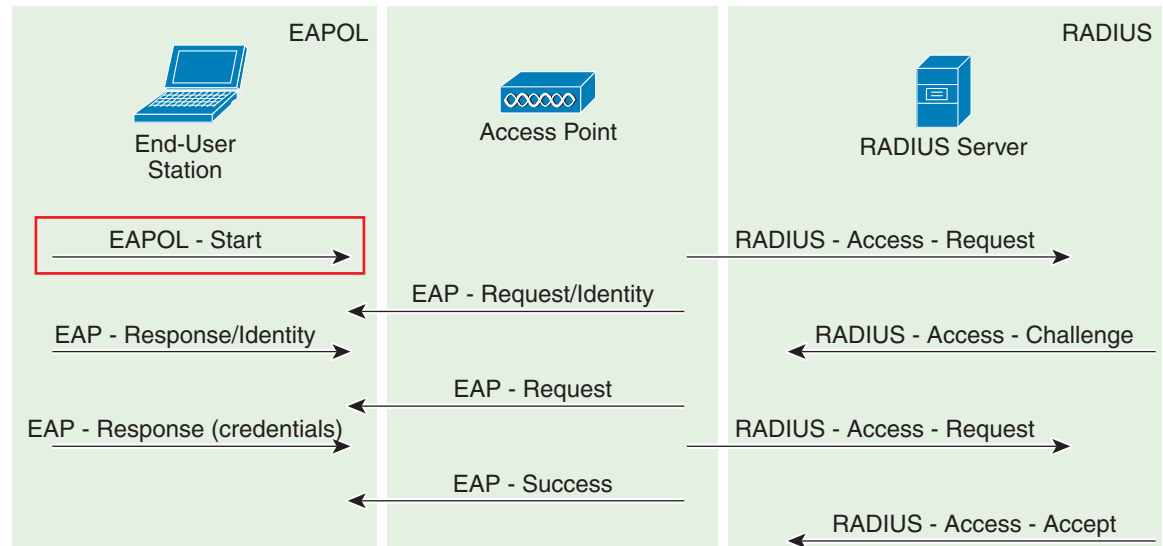 EAPOL
RADIUS
End-User
Station
Access Point
RADIUS Server
EAPOL - Start
RADIUS - Access - Request
EAP - Request/Identity
EAP - Response/Identity
RADIUS - Access - Challenge
EAP - Request
EAP - Response (credentials)
RADIUS - Access - Request
EAP - Success
RADIUS - Access - Accept